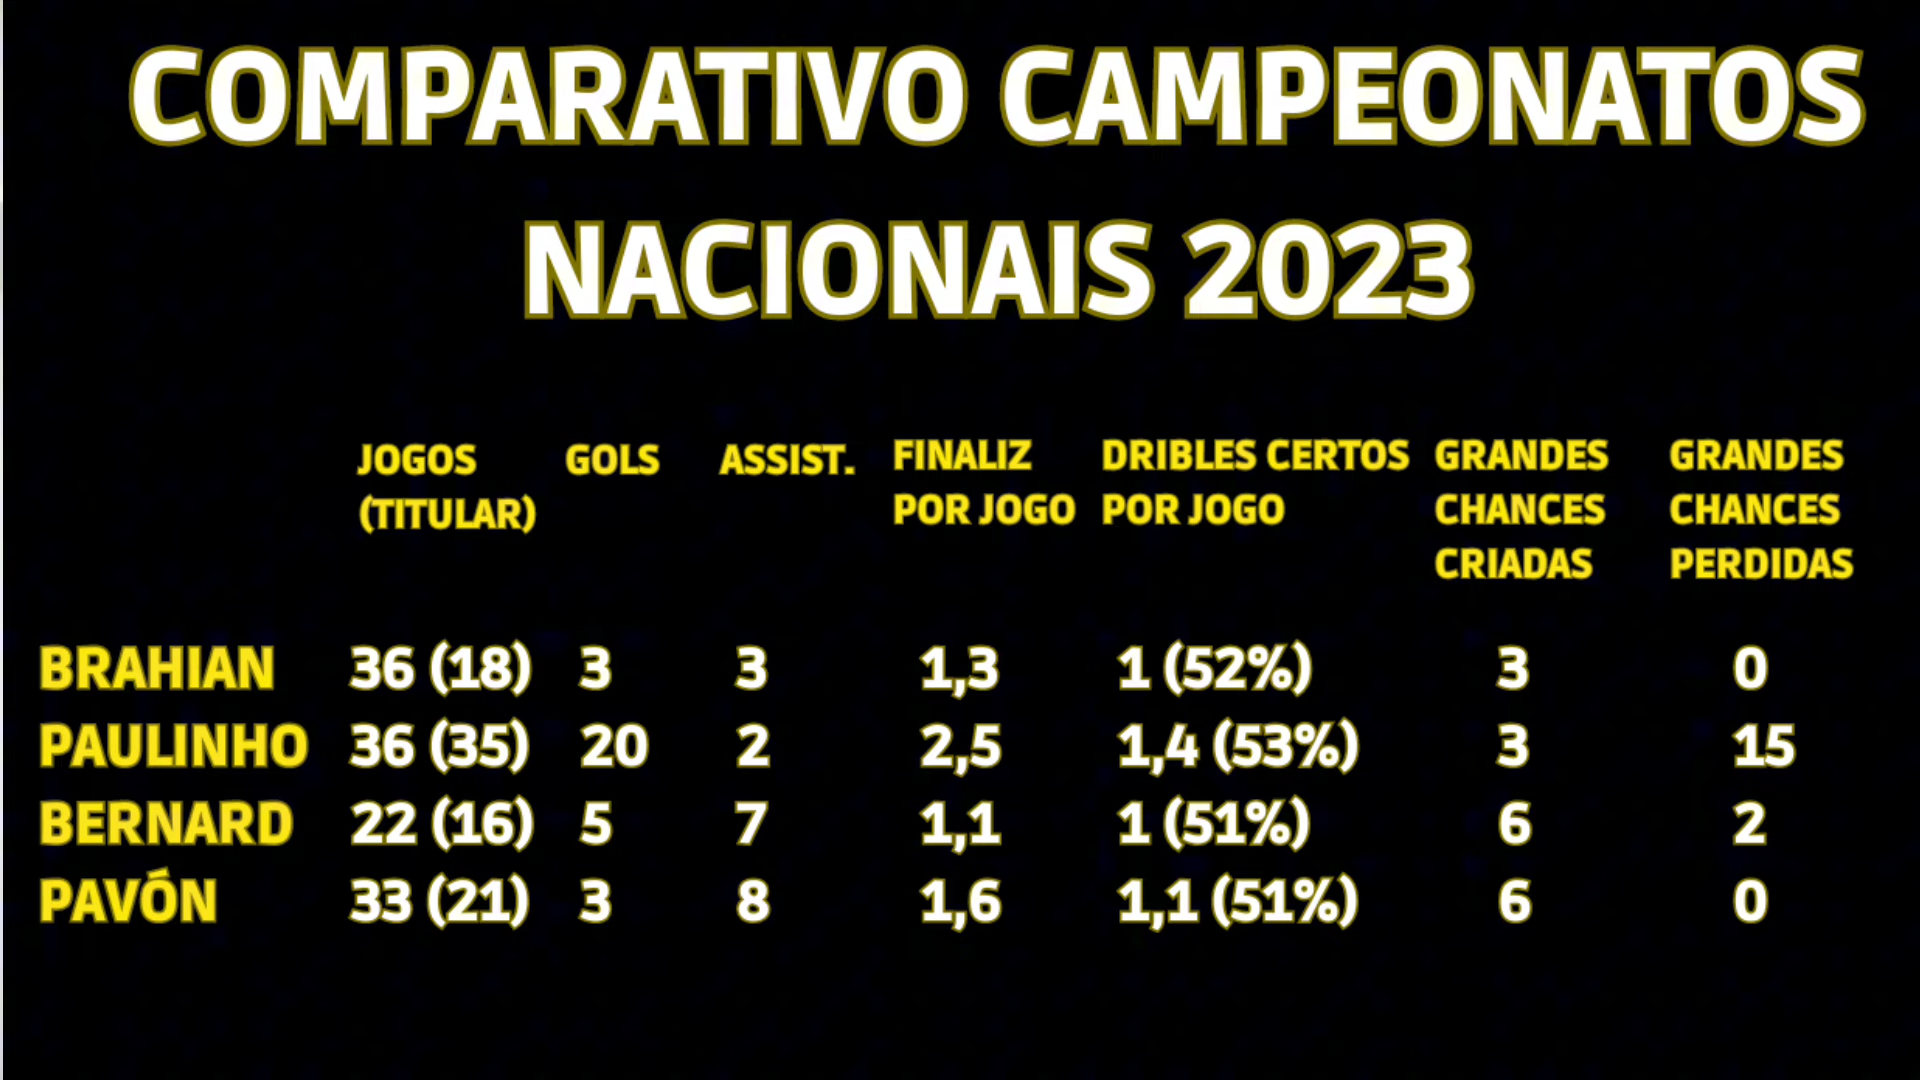 COMPARATIVO CAMPEONATOS
NACIONAIS 2023
JOGOS GOLS ASSIST. FINALIZ DRIBLES CERTOS GRANDES GRANDES
(TITULAR) POR JOGO POR JOGO CHANCES CHANCES
CRIADAS PERDIDAS
BRAHIAN 36 (18) 3 3 1,3 1 (52%) 3 0
PAULINHO 36 (35) 20 2 2,5 1,4 (53%) 3 15
BERNARD 22 (16) 5 7 1,1 1 (51%) 6 2
PAVÓN 33 (21) 3 8 1,6 1,1 (51%) 6 0